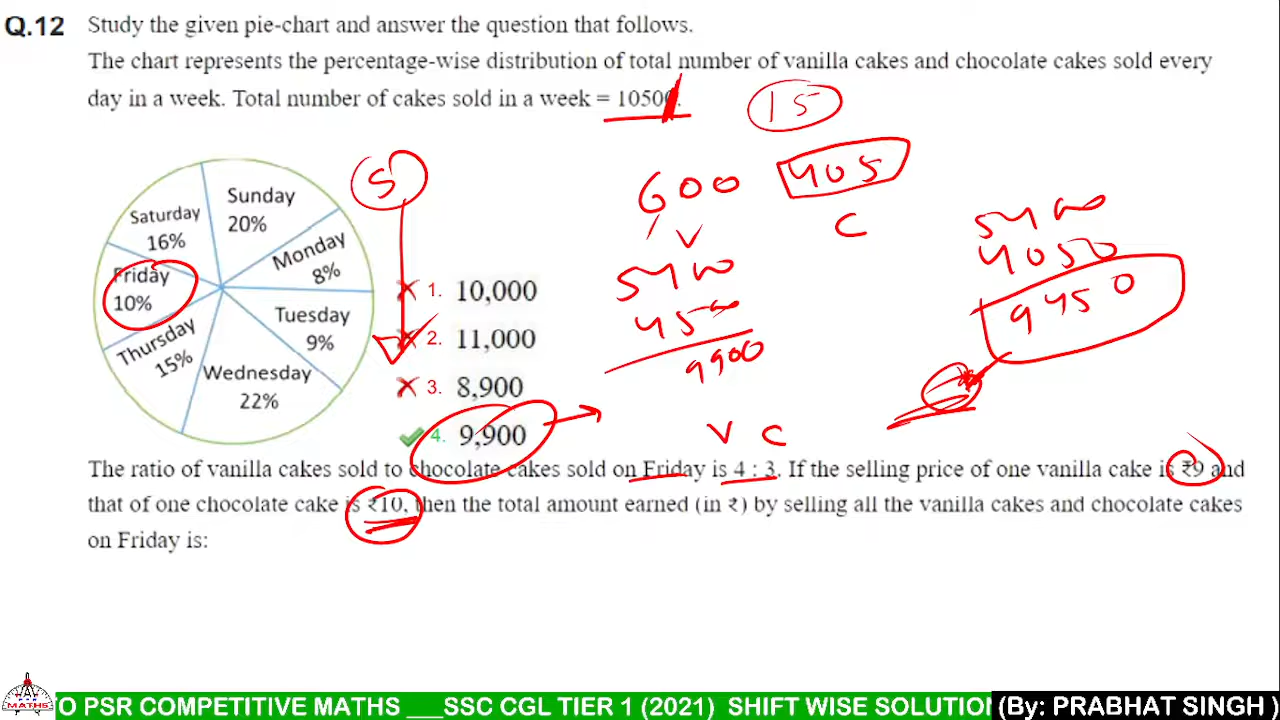 Q.12 Study the given pie-chart and answer the question that follows.
The chart represents the percentage-wise distribution of total number of vanilla cakes and chocolate cakes sold every
day in a week. Total number of cakes sold in a week = 10500.
15
S
600 405
V C
5400
4500
9900
5400
4050
9450
Sunday
20%
Monday
8%
Tuesday
9%
Wednesday
22%
Thursday
15%
Friday
10%
Saturday
16%
1. 10,000
2. 11,000
3. 8,900
4. 9,900
V C
The ratio of vanilla cakes sold to chocolate cakes sold on Friday is 4 : 3. If the selling price of one vanilla cake is ₹9 and
that of one chocolate cake is ₹10, then the total amount earned (in ₹) by selling all the vanilla cakes and chocolate cakes
on Friday is:
MATHS
TO PSR COMPETITIVE MATHS ___SSC CGL TIER 1 (2021) SHIFT WISE SOLUTION (By: PRABHAT SINGH )